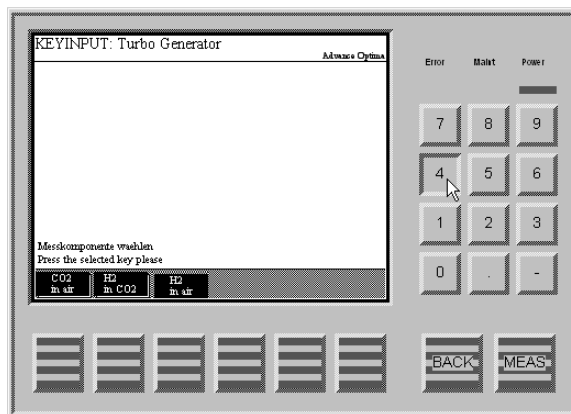 KEYINPUT: Turbo Generator
Advance Optima
Error Maint Power
7 8 9
4 5 6
1 2 3
0 . -
Messkomponente waehlen
Press the selected key please
CO2 in air
H2 in CO2
H2 in air
BACK MEAS